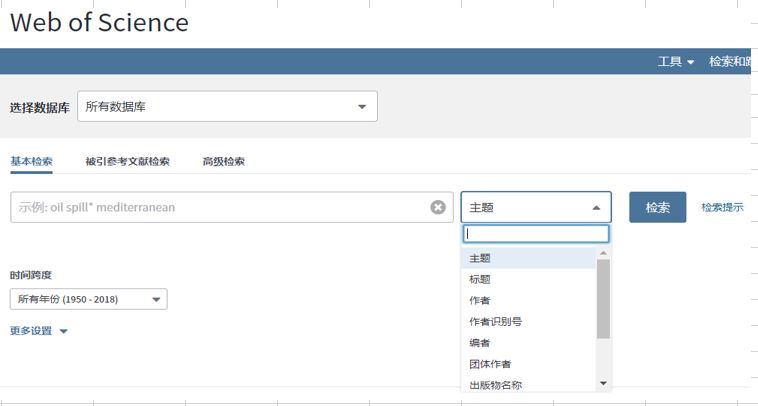 Web of Science
工具 检索和
选择数据库 所有数据库
基本检索 被引参考文献检索 高级检索
示例: oil spill* mediterranean 主题 检索 检索提示
主题
时间跨度
标题
所有年份 (1950 - 2018)
作者
作者识别号
更多设置
编者
团体作者
出版物名称